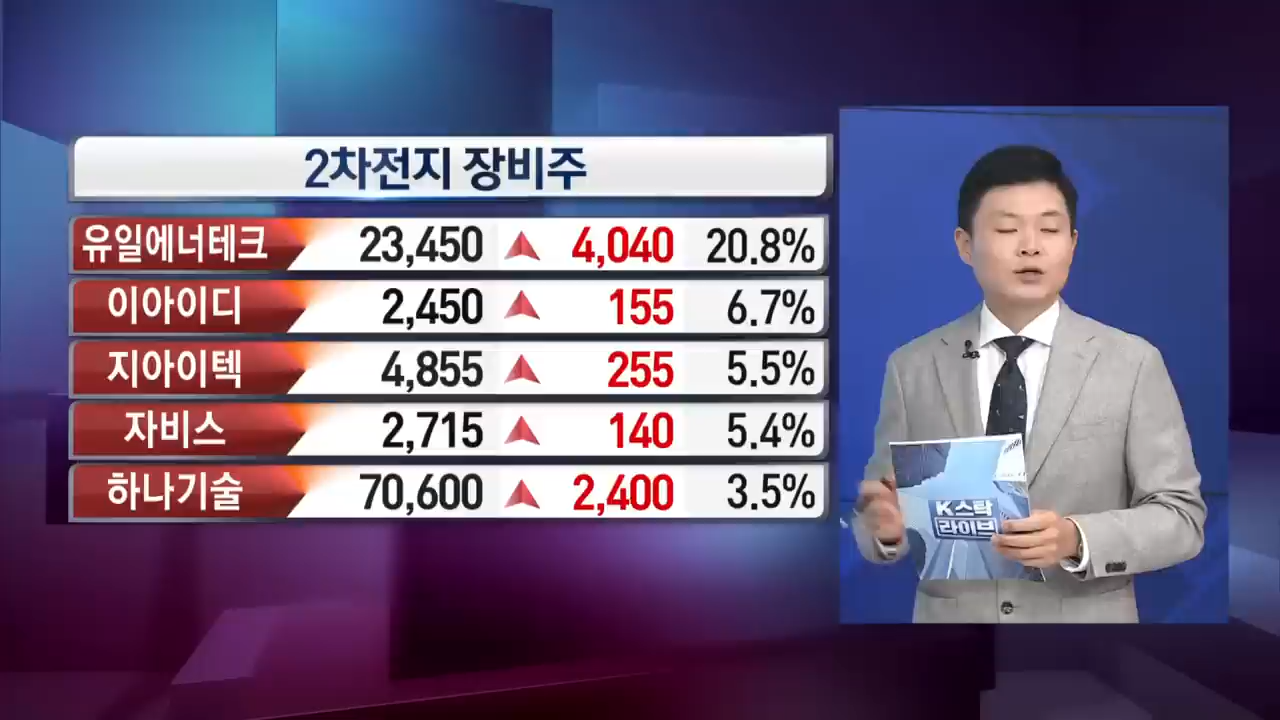 2차전지 장비주
유일에너테크 23,450 ▲ 4,040 20.8%
이아이디 2,450 ▲ 155 6.7%
지아이텍 4,855 ▲ 255 5.5%
자비스 2,715 ▲ 140 5.4%
하나기술 70,600 ▲ 2,400 3.5%
K스탁
라이브